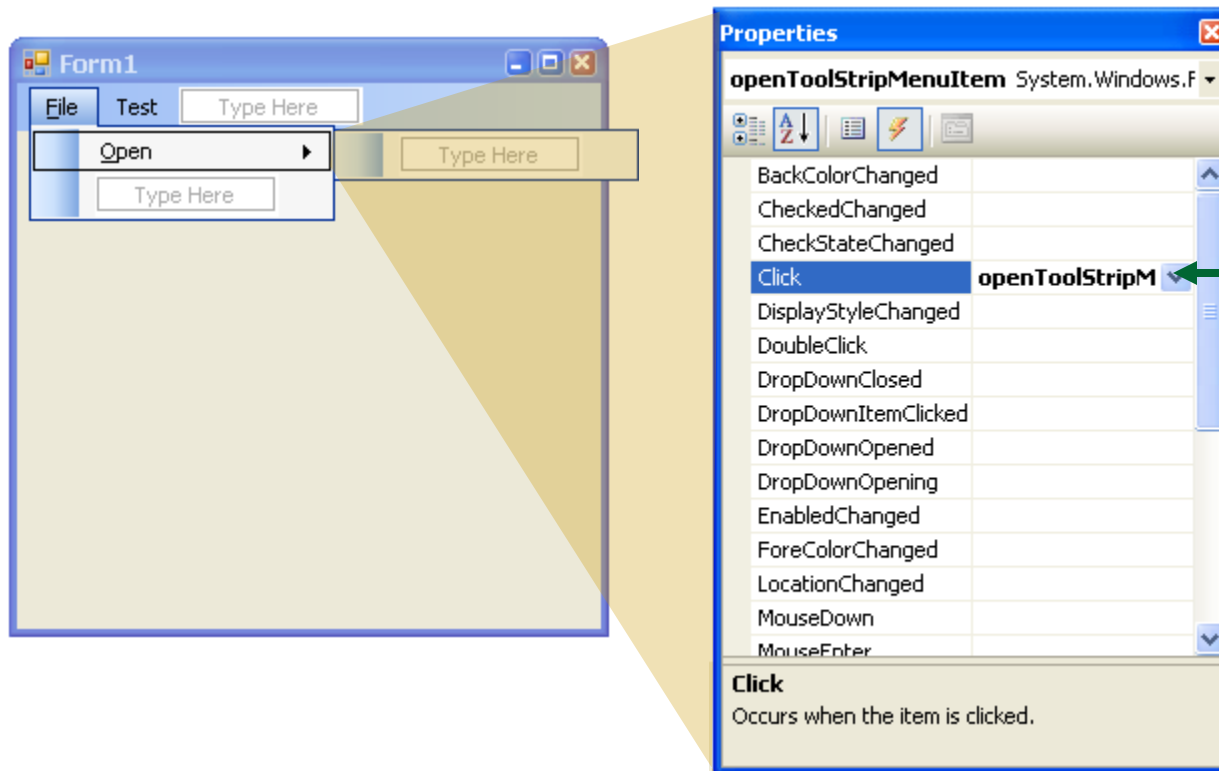 Form1
File Test Type Here
Open Type Here
Type Here
Properties
openToolStripMenuItem System.Windows.F
BackColorChanged
CheckedChanged
CheckStateChanged
Click openToolStripM
DisplayStyleChanged
DoubleClick
DropDownClosed
DropDownItemClicked
DropDownOpened
DropDownOpening
EnabledChanged
ForeColorChanged
LocationChanged
MouseDown
MouseEnter
Click
Occurs when the item is clicked.